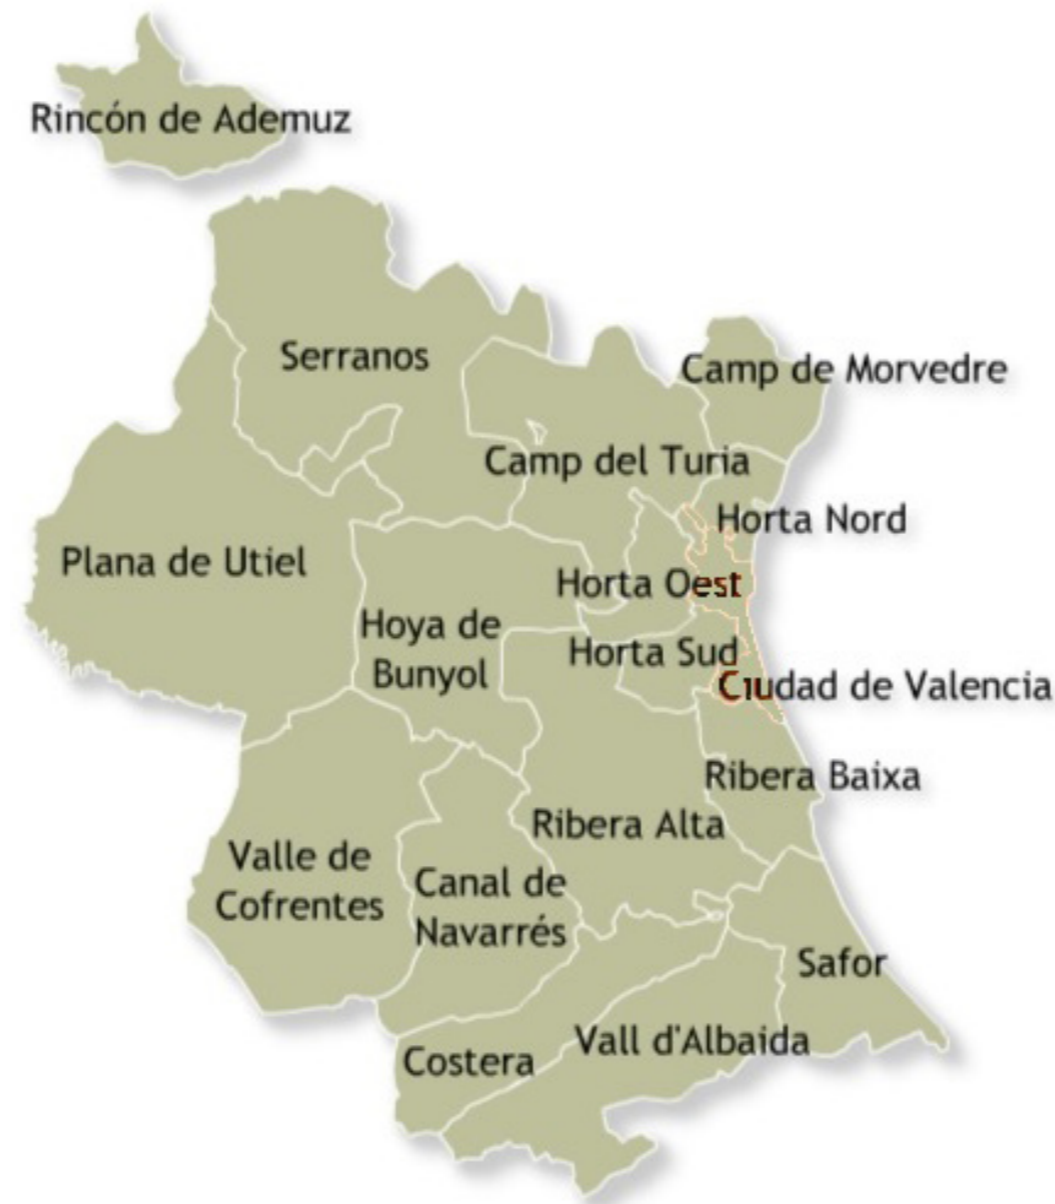 Rincón de Ademuz
Serranos
Camp de Morvedre
Camp del Turia
Horta Nord
Plana de Utiel
Horta Oest
Hoya de
Bunyol
Horta Sud
Ciudad de Valencia
Ribera Baixa
Ribera Alta
Valle de
Cofrentes
Canal de
Navarrés
Safor
Vall d'Albaida
Costera